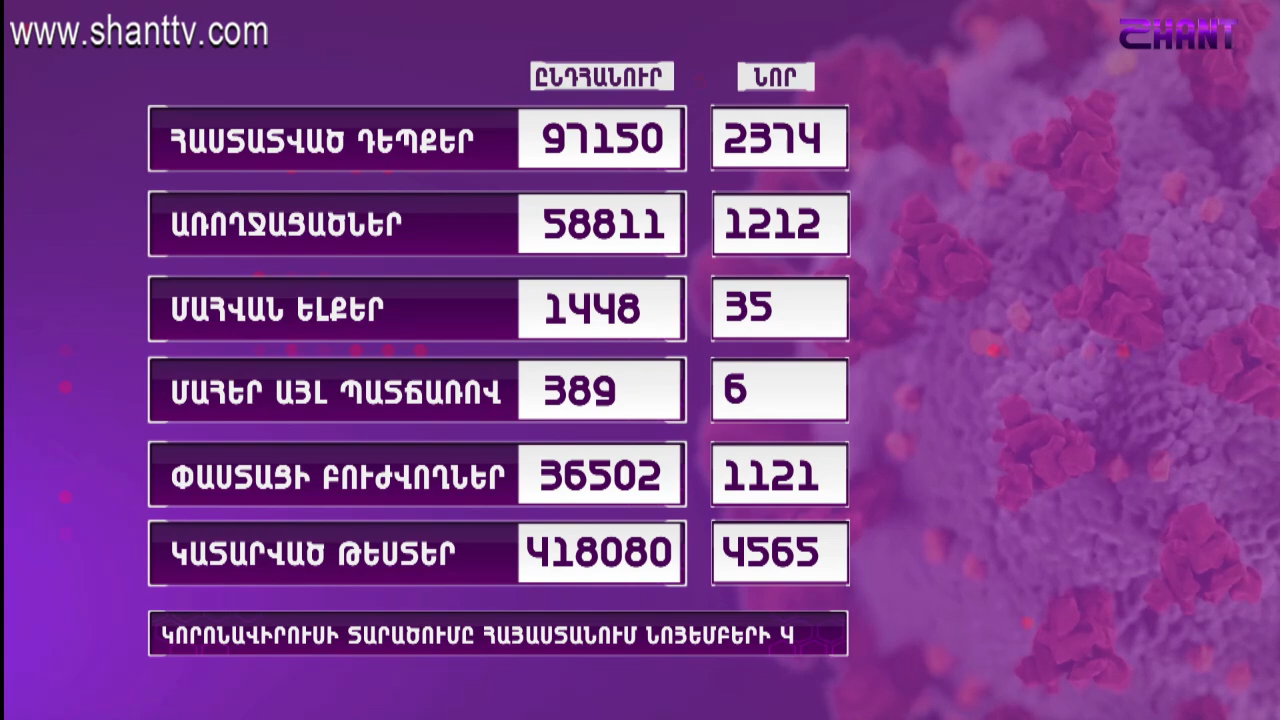 www.shanttv.com
SHANT
ԸՆԴՀԱՆՈՒՐ ՆՈՐ
ՀԱՍՏԱՏՎԱԾ ԴԵՊՔԵՐ 97150 2374
ԱՌՈՂՋԱՑԱԾՆԵՐ 58811 1212
ՄԱՀՎԱՆ ԵԼՔԵՐ 1448 35
ՄԱՀԵՐ ԱՅԼ ՊԱՏՃԱՌՈՎ 389 6
ՓԱՍՏԱՑԻ ԲՈՒԺՎՈՂՆԵՐ 36502 1121
ԿԱՏԱՐՎԱԾ ԹԵՍՏԵՐ 418080 4565
ԿՈՐՈՆԱՎԻՐՈՒՍԻ ՏԱՐԱԾՈՒՄԸ ՀԱՅԱՍՏԱՆՈՒՄ ՆՈՅԵՄԲԵՐԻ 4